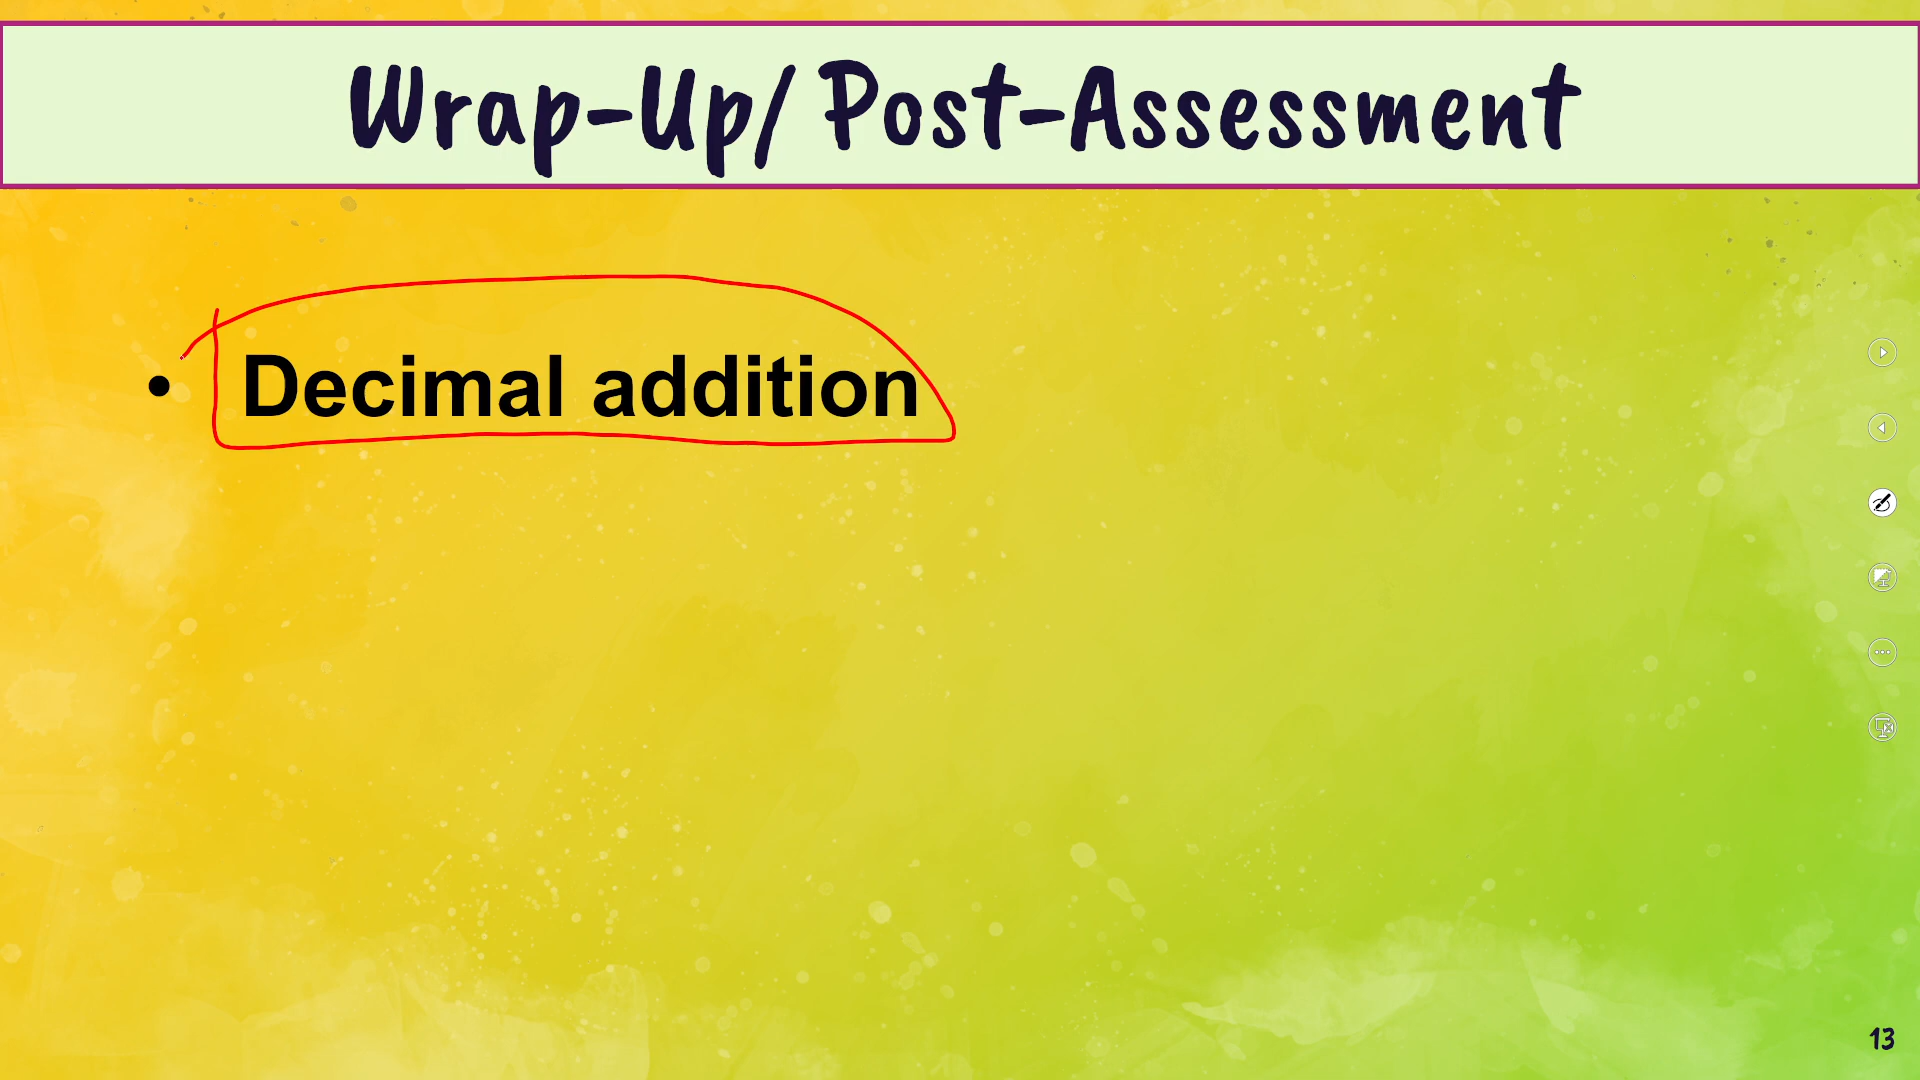 Wrap-Up/ Post-Assessment
• Decimal addition
13